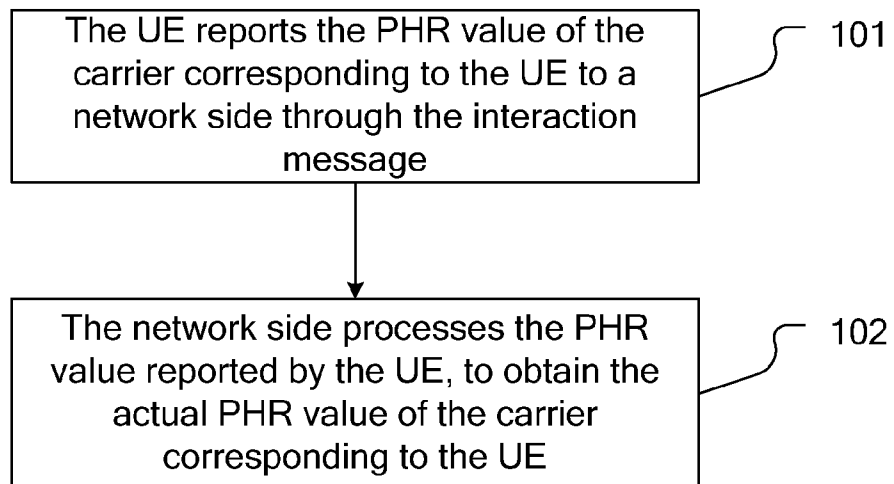 The UE reports the PHR value of the
carrier corresponding to the UE to a
network side through the interaction
message
101
The network side processes the PHR
value reported by the UE, to obtain the
actual PHR value of the carrier
corresponding to the UE
102